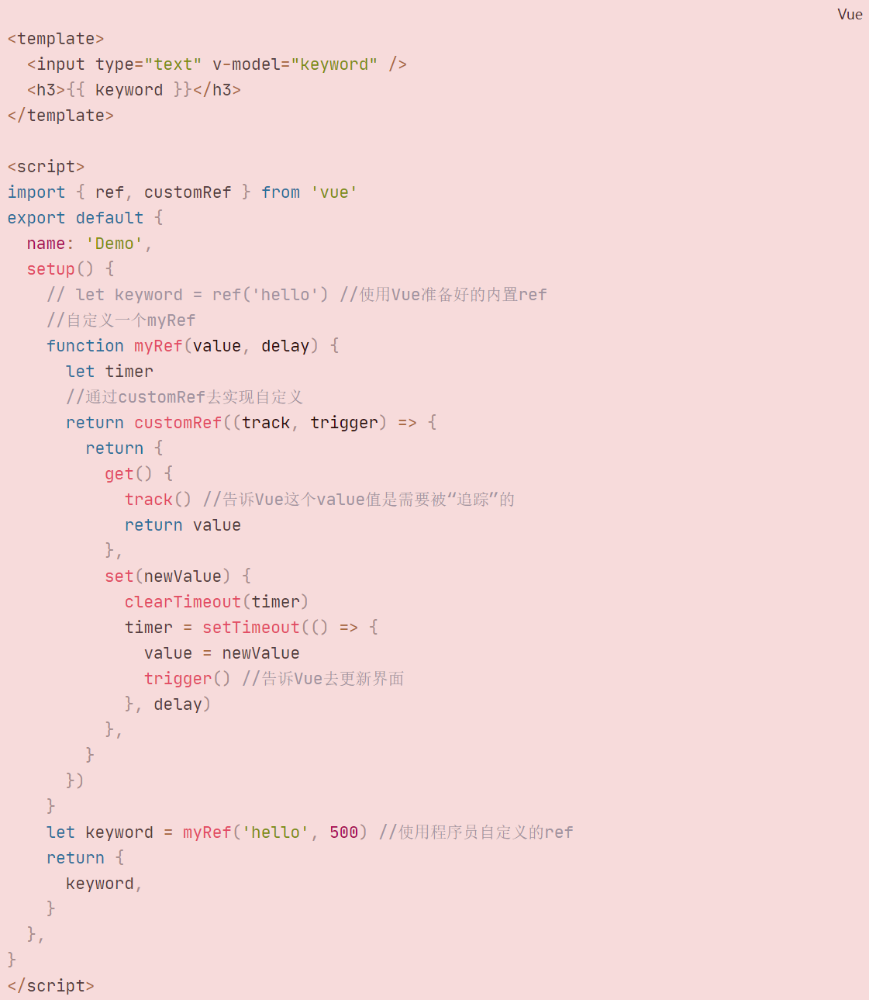 Vue
<template>
  <input type="text" v-model="keyword" />
  <h3>{{ keyword }}</h3>
</template>

<script>
import { ref, customRef } from 'vue'
export default {
  name: 'Demo',
  setup() {
    // let keyword = ref('hello') //使用Vue准备好的内置ref
    //自定义一个myRef
    function myRef(value, delay) {
      let timer
      //通过customRef去实现自定义
      return customRef((track, trigger) => {
        return {
          get() {
            track() //告诉Vue这个value值是需要被“追踪”的
            return value
          },
          set(newValue) {
            clearTimeout(timer)
            timer = setTimeout(() => {
              value = newValue
              trigger() //告诉Vue去更新界面
            }, delay)
          },
        }
      })
    }
    let keyword = myRef('hello', 500) //使用程序员自定义的ref
    return {
      keyword,
    }
  },
}
</script>